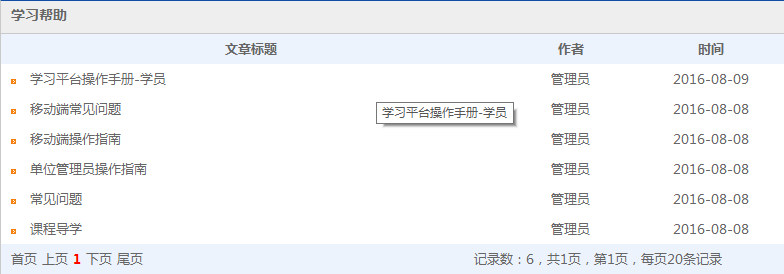 学习帮助
文章标题 作者 时间
学习平台操作手册-学员 管理员 2016-08-09
移动端常见问题 管理员 2016-08-08
学习平台操作手册-学员
移动端操作指南 管理员 2016-08-08
单位管理员操作指南 管理员 2016-08-08
常见问题 管理员 2016-08-08
课程导学 管理员 2016-08-08
首页 上页 1 下页 尾页 记录数：6，共1页，第1页，每页20条记录